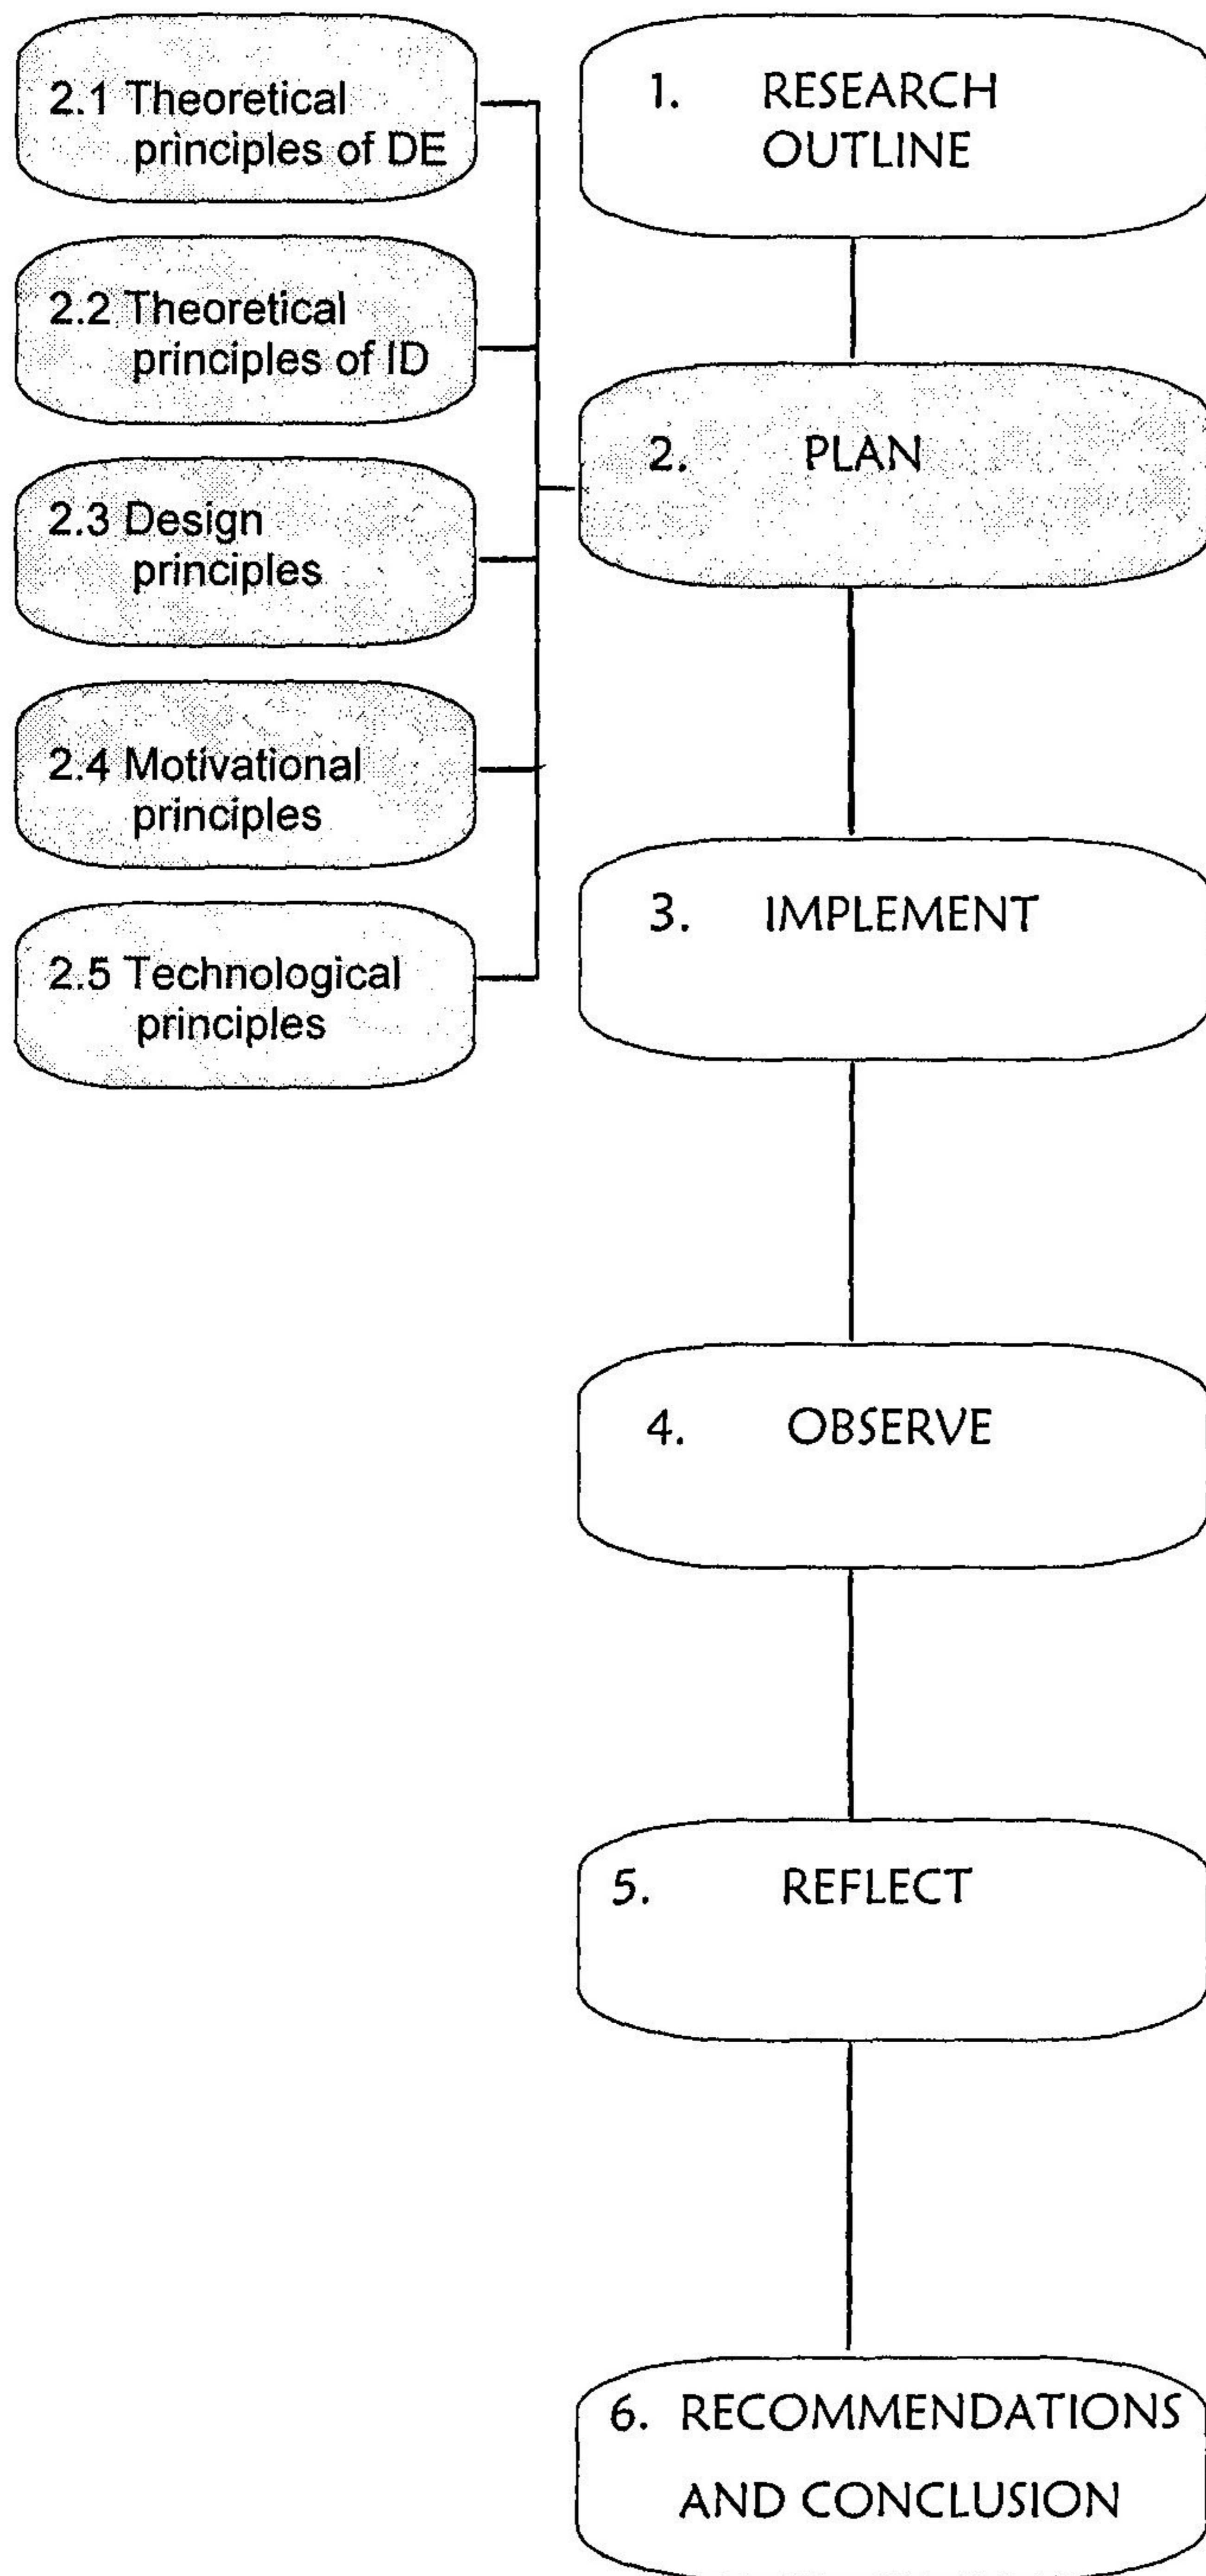 2.1 Theoretical
principles of DE
2.2 Theoretical
principles of ID
2.3 Design
principles
2.4 Motivational
principles
2.5 Technological
principles
1. RESEARCH
OUTLINE
2. PLAN
3. IMPLEMENT
4. OBSERVE
5. REFLECT
6. RECOMMENDATIONS
AND CONCLUSION